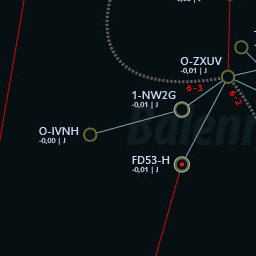 O-ZXUV
-0,01 | J
1-NW2G
-0,01 | J
6-3
6-2
O-IVNH
-0,00 | J
FD53-H
-0,01 | J